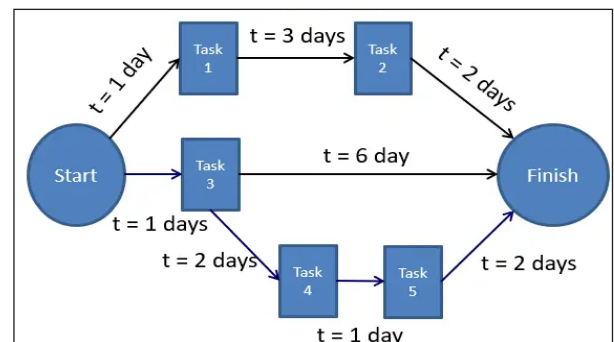 t = 1 day
Task
1
t = 3 days
Task
2
t = 2 days
Start
Task
3
t = 6 day
Finish
t = 1 days
t = 2 days
Task
4
Task
5
t = 2 days
t = 1 day